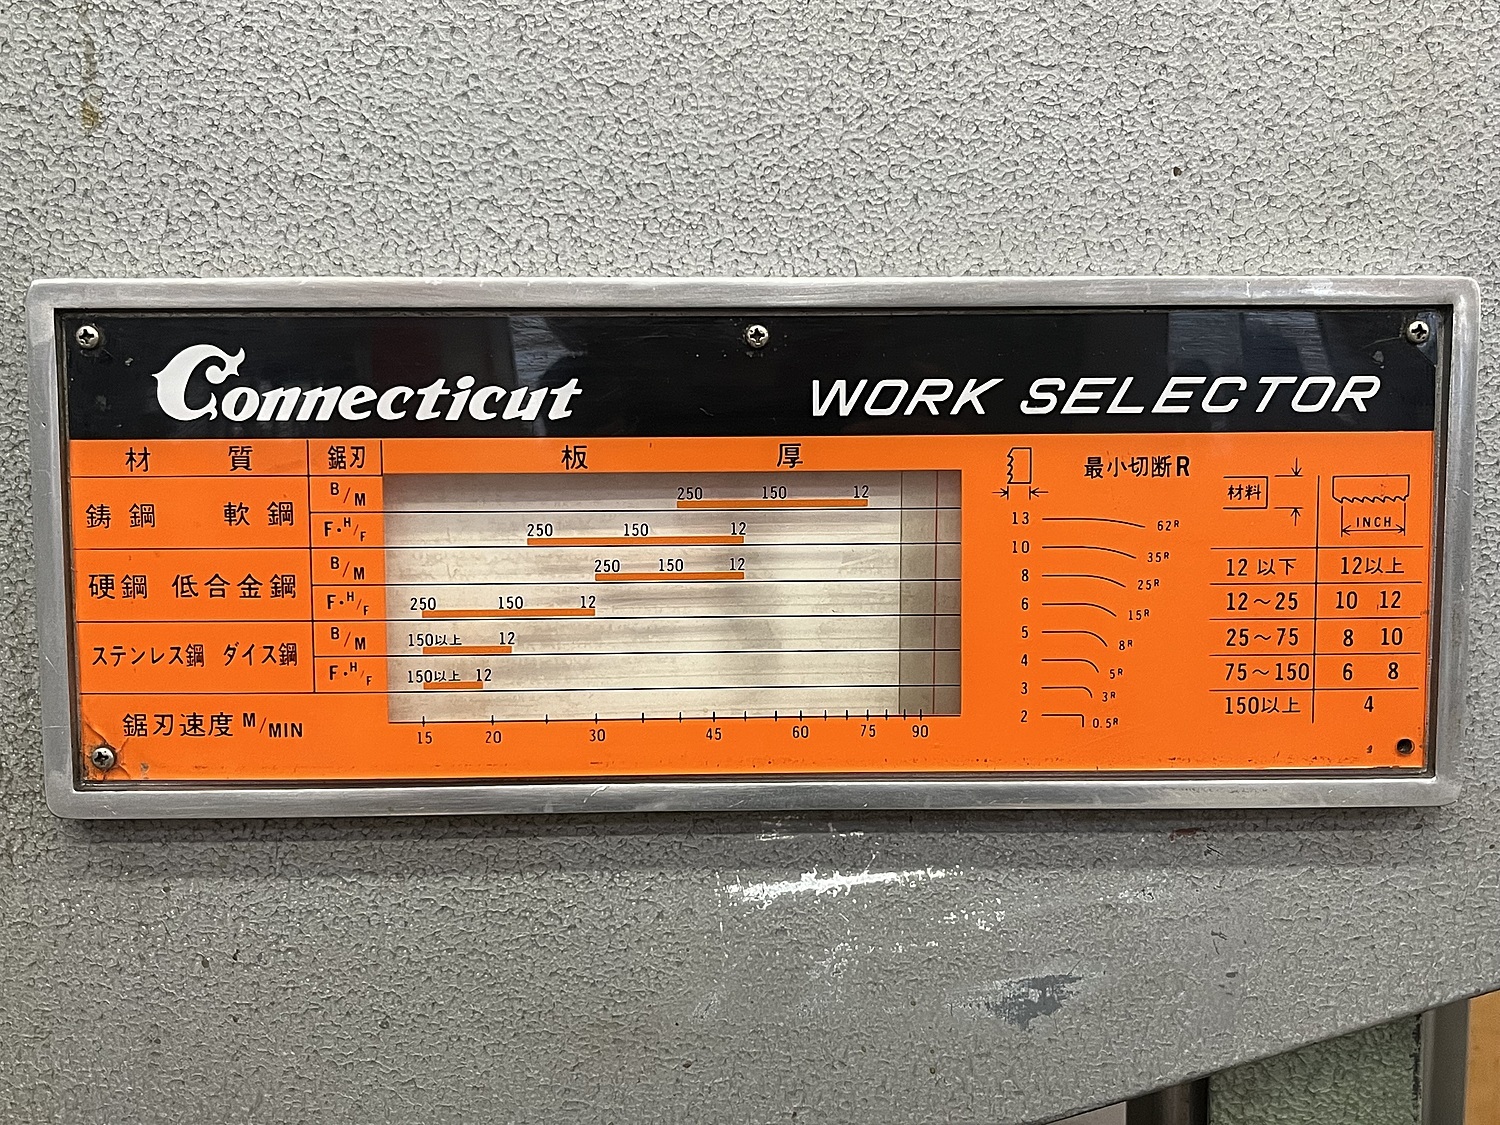 Connecticut WORK SELECTOR
材質 鋸刃 板厚 最小切断R 材料 INCH
鋳鋼 軟鋼 B/M 250 150 12
F・H/F 250 150 12
硬鋼 低合金鋼 B/M 250 150 12
F・H/F 250 150 12
ステンレス鋼 ダイス鋼 B/M 150以上 12
F・H/F 150以上 12
鋸刃速度 M/MIN 15 20 30 45 60 75 90
13 62R
10 35R
8 25R
6 15R
5 8R
4 5R
3 3R
2 0.5R
12以下 12以上
12～25 10 12
25～75 8 10
75～150 6 8
150以上 4